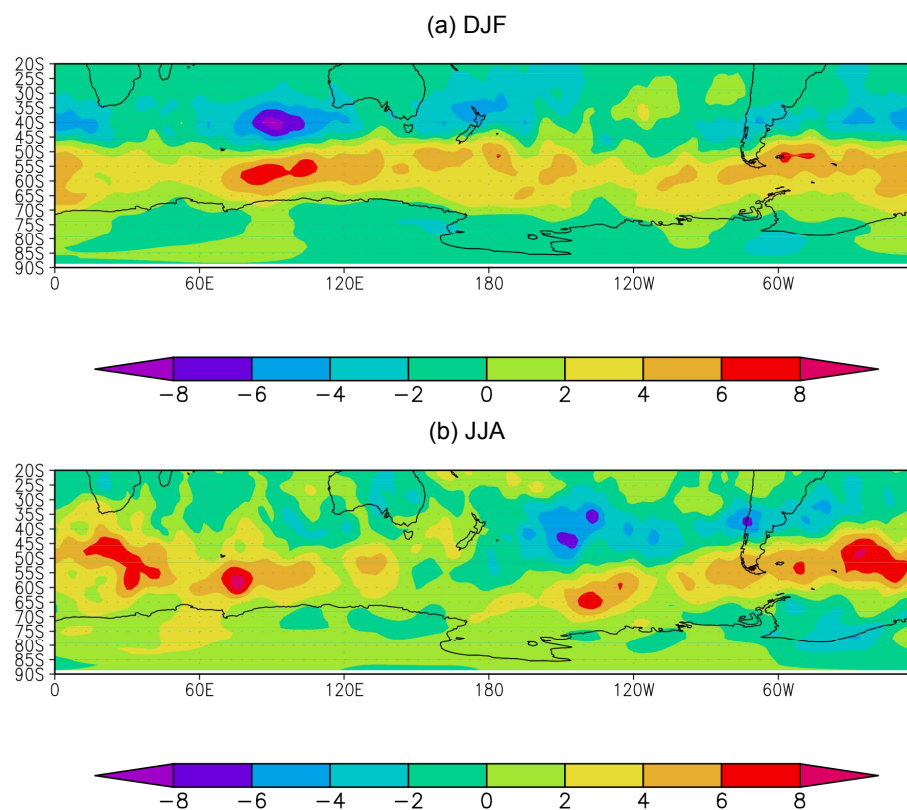 (a) DJF
20S
25S
30S
35S
40S
45S
50S
55S
60S
65S
70S
75S
80S
85S
90S
0 60E 120E 180 120W 60W
−8 −6 −4 −2 0 2 4 6 8
(b) JJA
20S
25S
30S
35S
40S
45S
50S
55S
60S
65S
70S
75S
80S
85S
90S
0 60E 120E 180 120W 60W
−8 −6 −4 −2 0 2 4 6 8